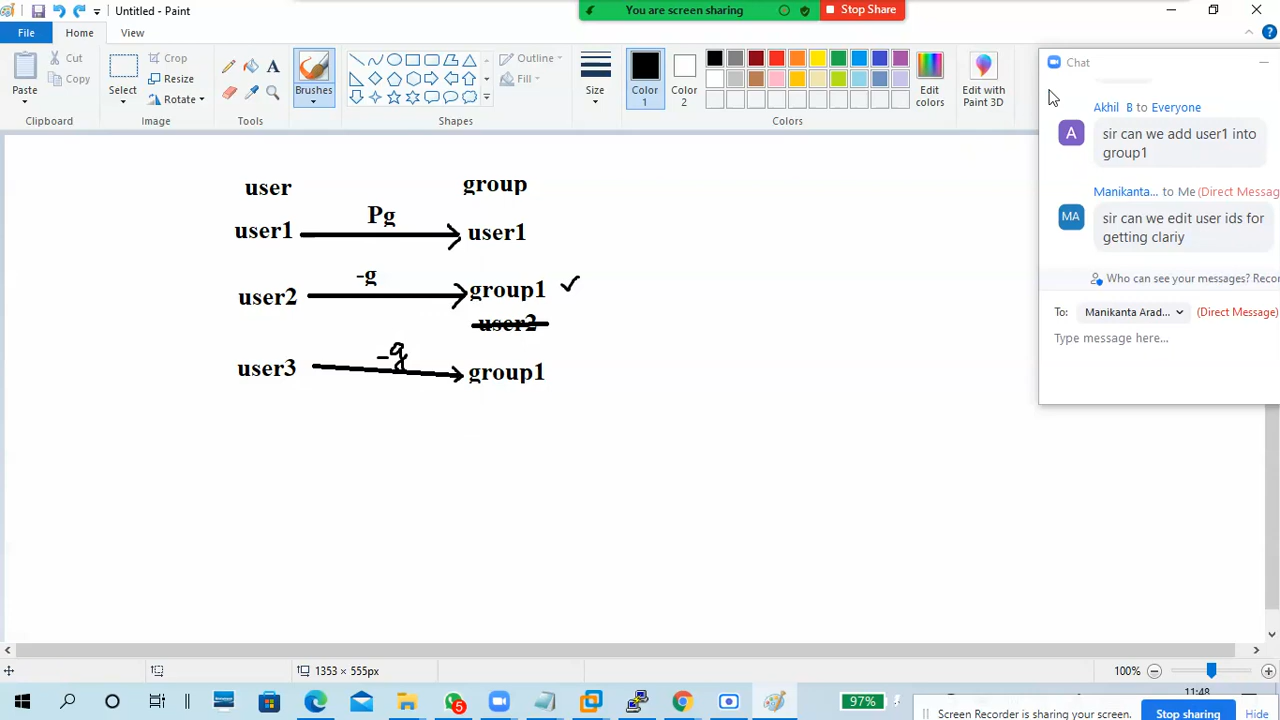 Untitled - Paint
You are screen sharing
Stop Share
File
Home
View
Paste
Cut
Copy
Clipboard
Select
Crop
Resize
Rotate
Image
A
Tools
Brushes
Outline
Fill
Shapes
Size
Color
1
Color
2
Edit
colors
Edit with
Paint 3D
Colors
Chat
Akhil B to Everyone
A
sir can we add user1 into
group1
Manikanta... to Me (Direct Messag
MA
sir can we edit user ids for
getting clariy
Who can see your messages? Recor
To: Manikanta Arad... (Direct Message)
Type message here...
user group
user1 Pg user1
user2 -g group1
user2
user3 -g group1
1353 × 555px
100%
5
97%
11:48
Screen Recorder is sharing your screen.
Stop sharing
Hide